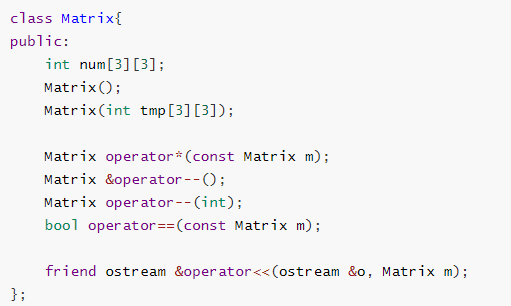 class Matrix{
public:
    int num[3][3];
    Matrix();
    Matrix(int tmp[3][3]);

    Matrix operator*(const Matrix m);
    Matrix &operator--();
    Matrix operator--(int);
    bool operator==(const Matrix m);

    friend ostream &operator<<(ostream &o, Matrix m);
};